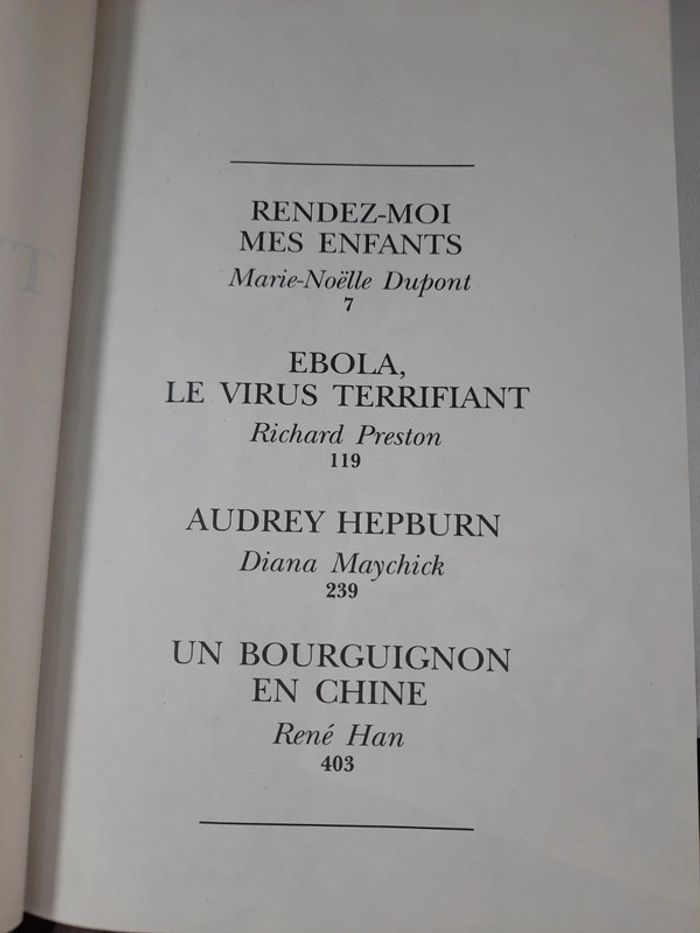 RENDEZ-MOI
MES ENFANTS
Marie-Noëlle Dupont
7
EBOLA,
LE VIRUS TERRIFIANT
Richard Preston
119
AUDREY HEPBURN
Diana Maychick
239
UN BOURGUIGNON
EN CHINE
René Han
403